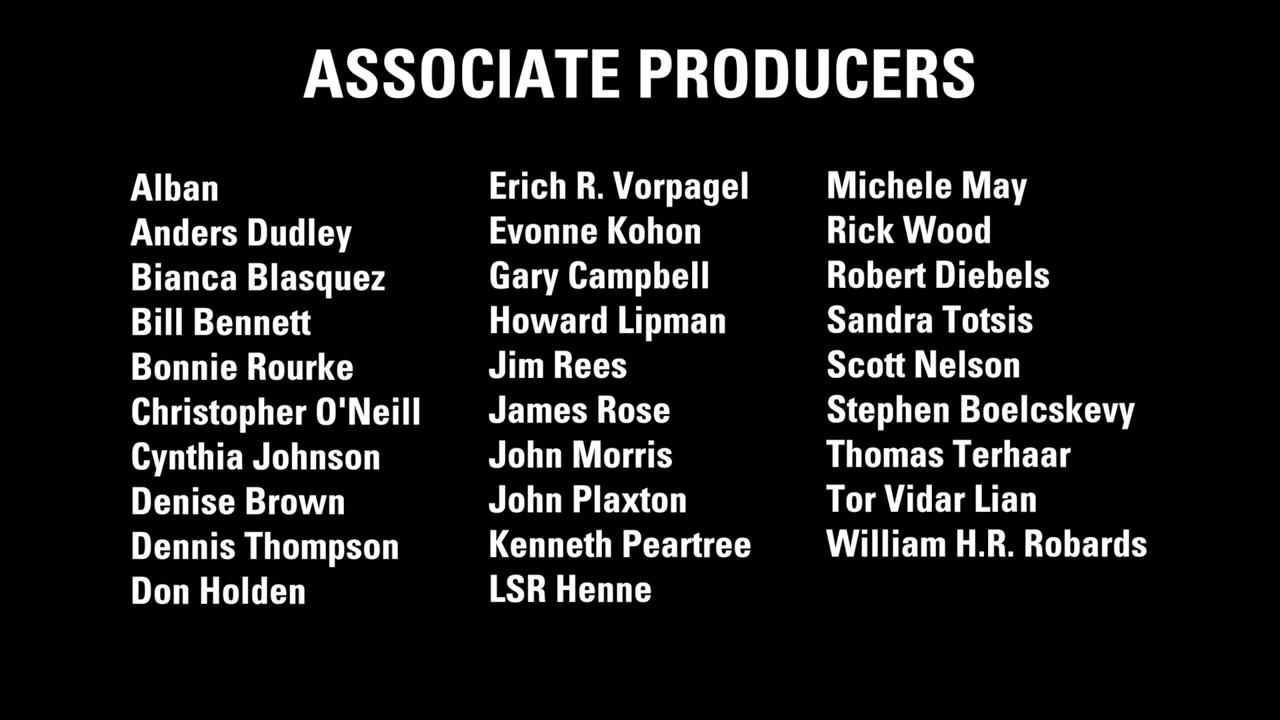 ASSOCIATE PRODUCERS
Alban
Anders Dudley
Bianca Blasquez
Bill Bennett
Bonnie Rourke
Christopher O'Neill
Cynthia Johnson
Denise Brown
Dennis Thompson
Don Holden
Erich R. Vorpagel
Evonne Kohon
Gary Campbell
Howard Lipman
Jim Rees
James Rose
John Morris
John Plaxton
Kenneth Peartree
LSR Henne
Michele May
Rick Wood
Robert Diebels
Sandra Totsis
Scott Nelson
Stephen Boelcskevy
Thomas Terhaar
Tor Vidar Lian
William H.R. Robards